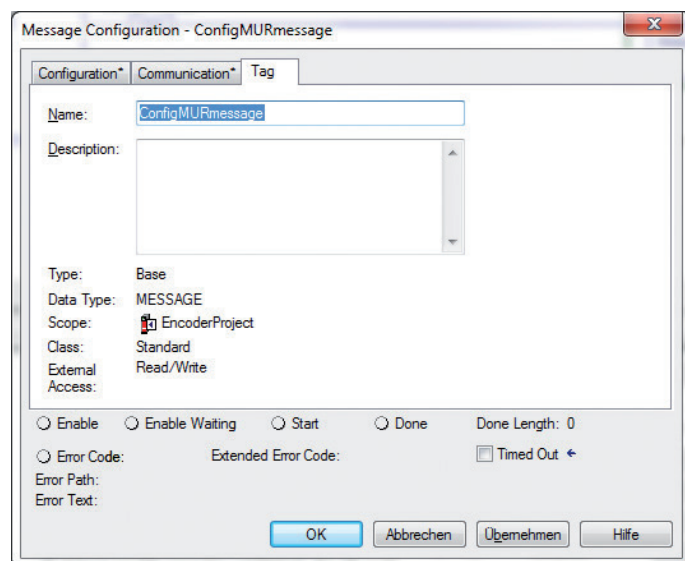 Message Configuration - ConfigMURmessage
Configuration* Communication* Tag
Name: ConfigMURmessage
Description:
Type: Base
Data Type: MESSAGE
Scope: EncoderProject
Class: Standard
External Access: Read/Write
Enable Enable Waiting Start Done Done Length: 0
Error Code: Extended Error Code: Timed Out
Error Path:
Error Text:
OK Abbrechen Übernehmen Hilfe